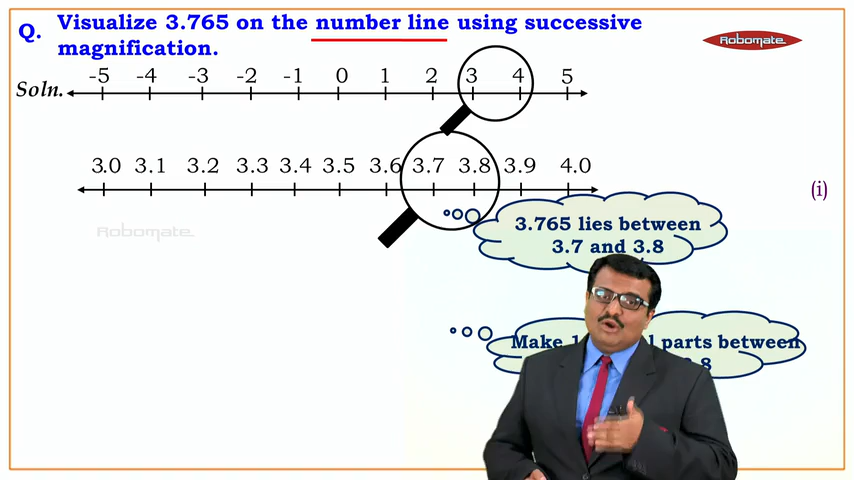 Q. Visualize 3.765 on the number line using successive
magnification.
Robomate
Soln.
-5 -4 -3 -2 -1 0 1 2 3 4 5
3.0 3.1 3.2 3.3 3.4 3.5 3.6 3.7 3.8 3.9 4.0
(i)
Robomate
3.765 lies between
3.7 and 3.8
Make 1 l parts between
.8